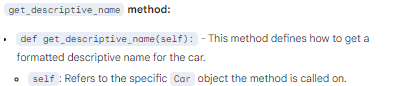 get_descriptive_name method:
• def get_descriptive_name(self): - This method defines how to get a
formatted descriptive name for the car.
○ self: Refers to the specific Car object the method is called on.